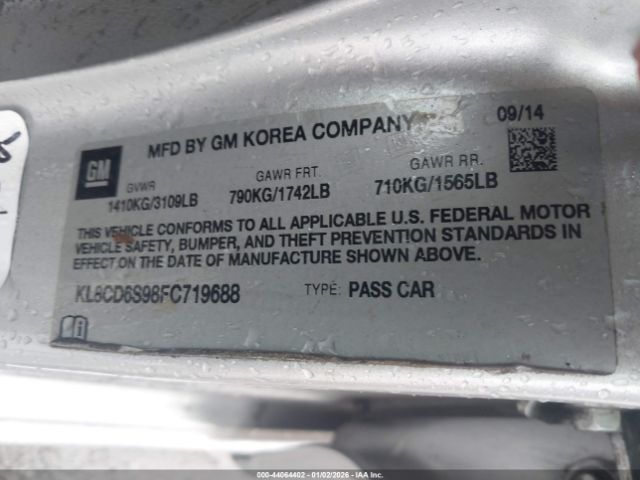 09/14
MFD BY GM KOREA COMPANY
GM
GVWR
GAWR FRT.
GAWR RR.
1410KG/3109LB
790KG/1742LB
710KG/1565LB
THIS VEHICLE CONFORMS TO ALL APPLICABLE U.S. FEDERAL MOTOR
VEHICLE SAFETY, BUMPER, AND THEFT PREVENTION STANDARDS IN
EFFECT ON THE DATE OF MANUFACTURE SHOWN ABOVE.
KL8CD6S98FC719688
TYPE: PASS CAR
000-44064402 - 01/02/2026 - IAA